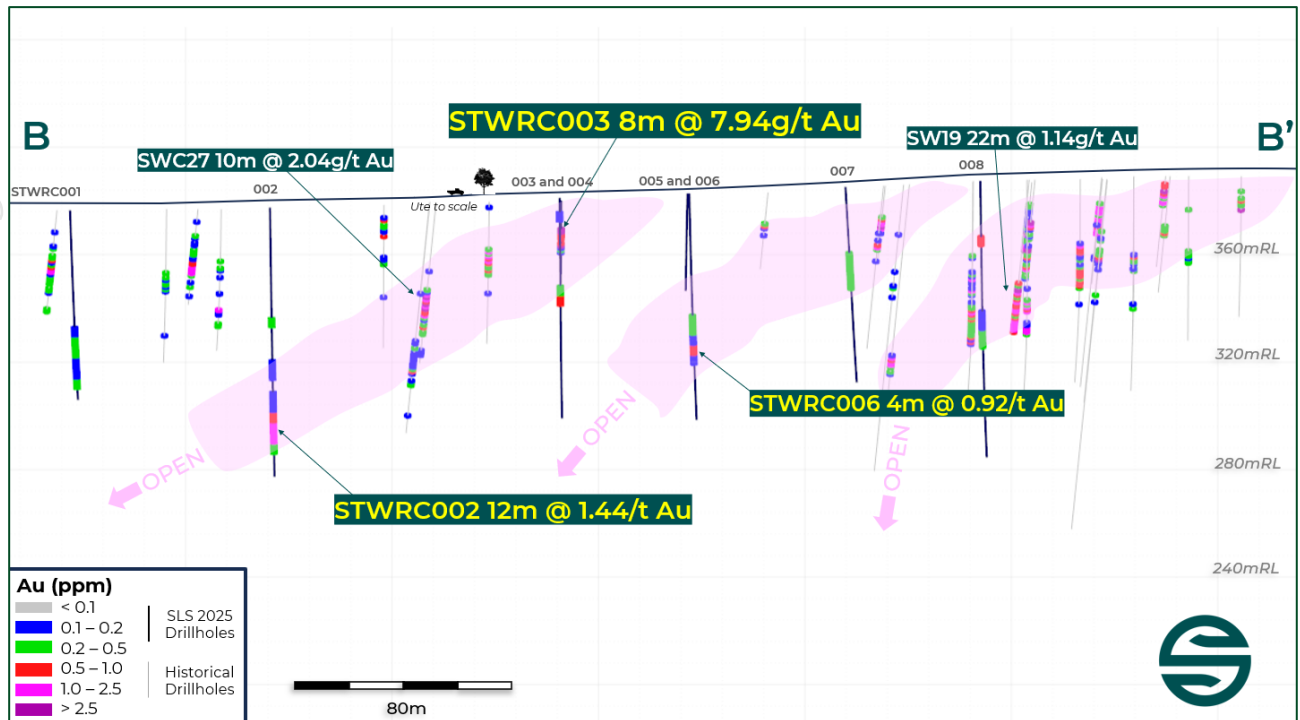 STWRC003 8m @ 7.94g/t Au
B
B’
SW19 22m @ 1.14g/t Au
SWC27 10m @ 2.04g/t Au
STWRC001
002
003 and 004
005 and 006
007
008
Ute to scale
360mRL
320mRL
STWRC006 4m @ 0.92/t Au
OPEN
OPEN
OPEN
280mRL
STWRC002 12m @ 1.44/t Au
240mRL
Au (ppm)
< 0.1
0.1 – 0.2
0.2 – 0.5
0.5 – 1.0
1.0 – 2.5
> 2.5
SLS 2025
Drillholes
Historical
Drillholes
80m